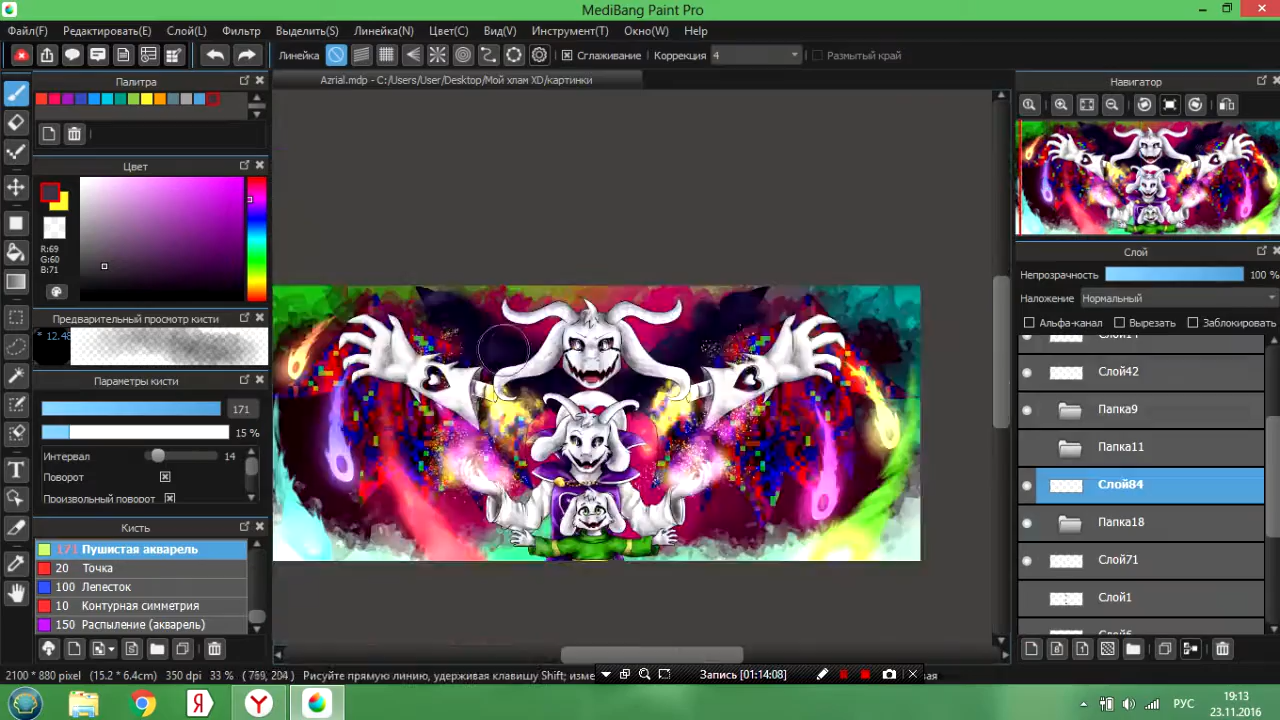 MediBang Paint Pro
Файл(F) Редактировать(E) Слой(L) Фильтр Выделить(S) Линейка(N) Цвет(C) Вид(V) Инструмент(T) Окно(W) Help
Линейка Сглаживание Коррекция 4 Размытый край
Палитра
Azrial.mdp - C:/Users/User/Desktop/Мой хлам XD/картинки
Навигатор
Цвет
R:69
G:60
B:71
Слой
Непрозрачность 100 %
Наложение Нормальный
Альфа-канал Вырезать Заблокировать
Предварительный просмотр кисти
* 12.48
Параметры кисти
171
15 %
Интервал 14
Поворот
Произвольный поворот
Слой42
Папка9
Папка11
Слой84
Папка18
Слой71
Слой1
Кисть
171 Пушистая акварель
20 Точка
100 Лепесток
10 Контурная симметрия
150 Распыление (акварель)
2100 * 880 pixel (15.2 * 6.4cm) 350 dpi 33 % ( 769, 204 ) Рисуйте прямую линию, удерживая клавишу Shift; изме
Запись [01:14:08]
РУС
19:13
23.11.2016